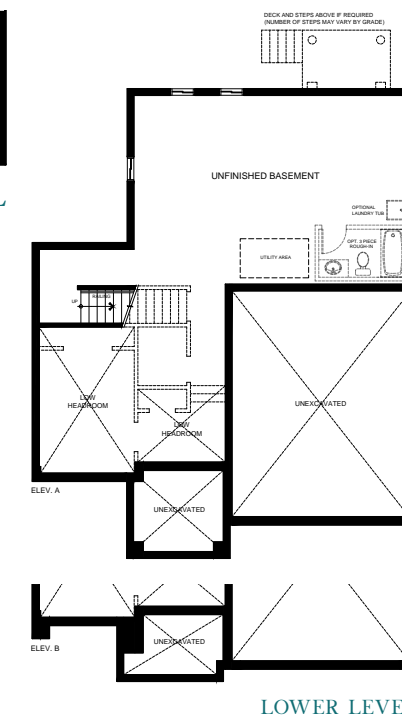 DECK AND STEPS ABOVE IF REQUIRED
(NUMBER OF STEPS MAY VARY BY GRADE)
UNFINISHED BASEMENT
OPTIONAL
LAUNDRY TUB
OPT. 3 PIECE
ROUGH-IN
UTILITY AREA
RAILING
UP
LOW
HEADROOM
UNEXCAVATED
LOW
HEADROOM
ELEV. A
UNEXCAVATED
UNEXCAVATED
ELEV. B
LOWER LEVE